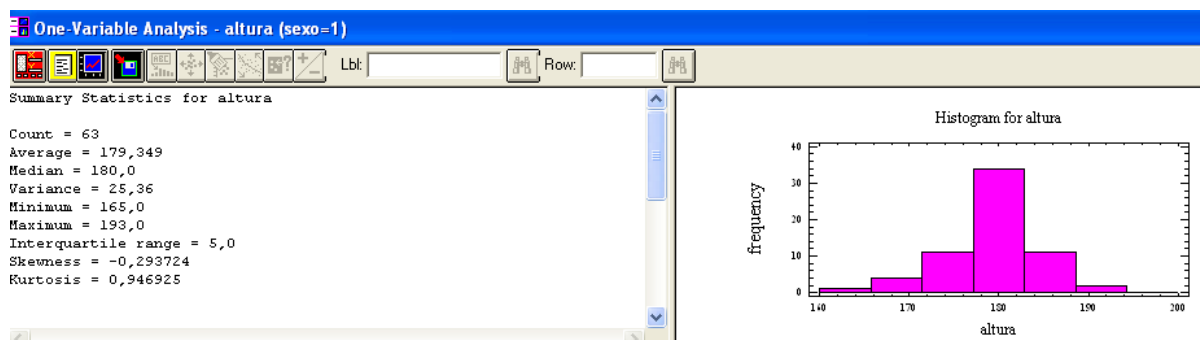 One-Variable Analysis - altura (sexo=1)
Lbl:
Row:
Summary Statistics for altura
Count = 63
Average = 179,349
Median = 180,0
Variance = 25,36
Minimum = 165,0
Maximum = 193,0
Interquartile range = 5,0
Skewness = -0,293724
Kurtosis = 0,946925
Histogram for altura
frequency
40
30
20
10
0
140 170 180 190 200
altura